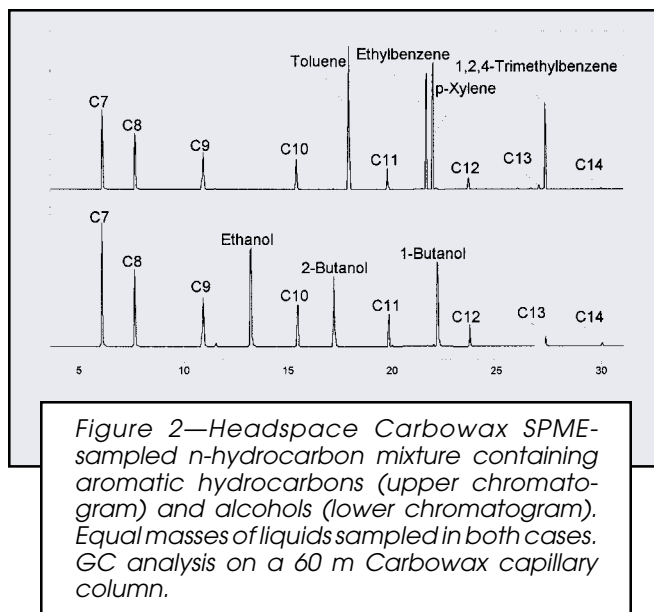 Toluene
Ethylbenzene
1,2,4-Trimethylbenzene
p-Xylene
C7
C8
C9
C10
C11
C12
C13
C14
C7
C8
C9
Ethanol
C10
2-Butanol
C11
1-Butanol
C12
C13
C14
5 10 15 20 25 30
Figure 2—Headspace Carbowax SPME-
sampled n-hydrocarbon mixture containing
aromatic hydrocarbons (upper chromato-
gram) and alcohols (lower chromatogram).
Equal masses of liquids sampled in both cases.
GC analysis on a 60 m Carbowax capillary
column.